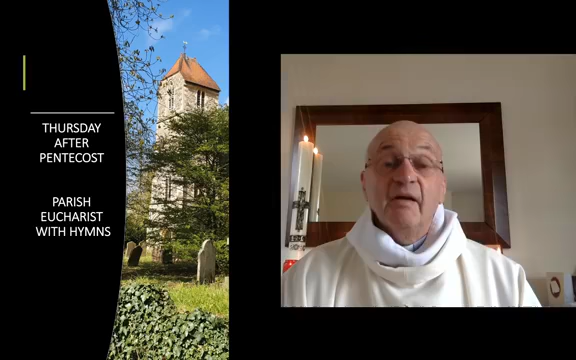 THURSDAY
AFTER
PENTECOST
PARISH
EUCHARIST
WITH HYMNS